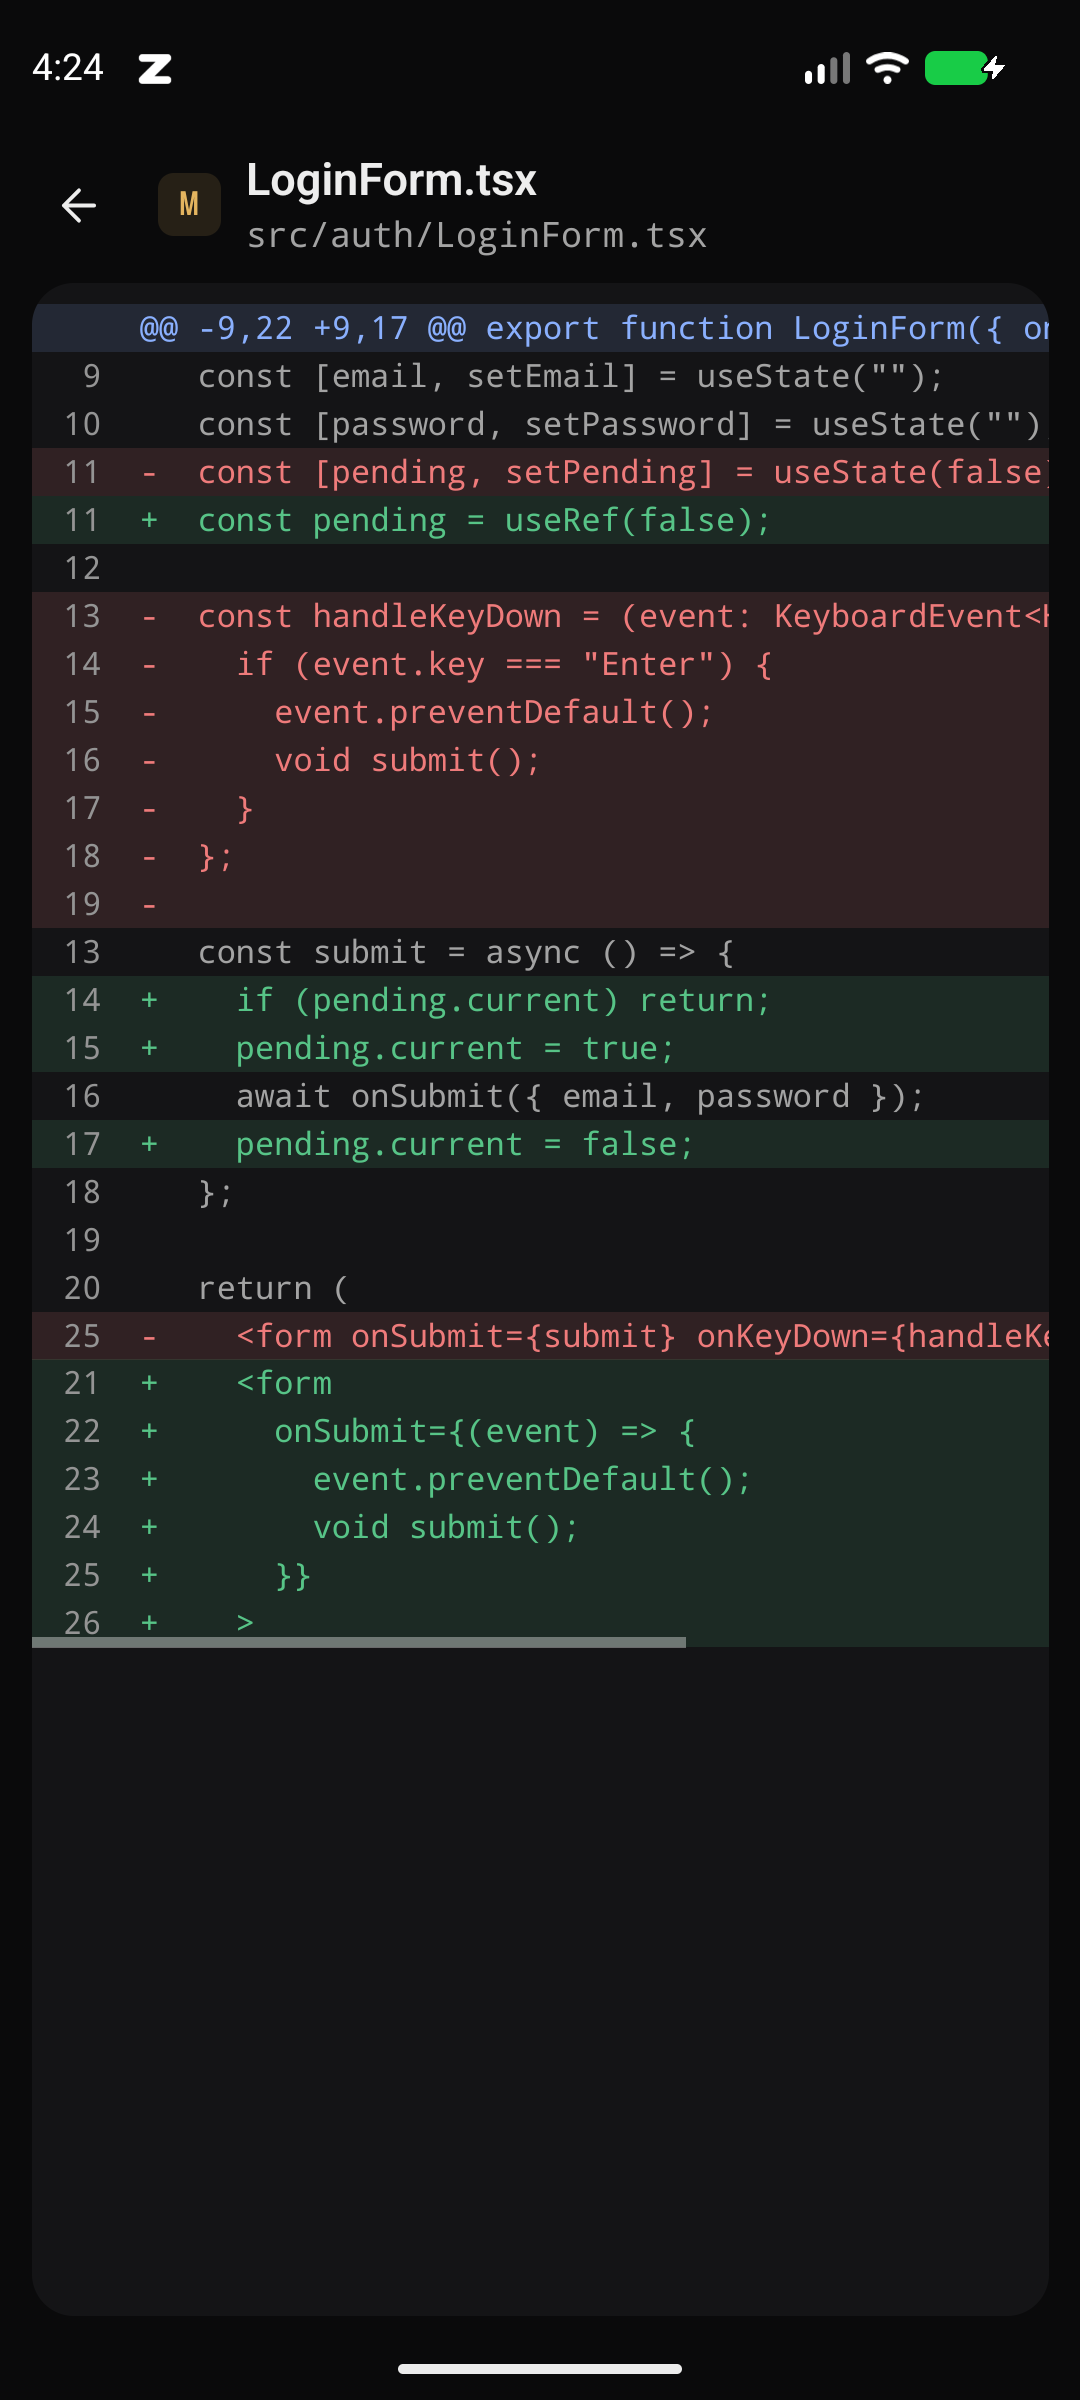 4:24
M
LoginForm.tsx
src/auth/LoginForm.tsx
@@ -9,22 +9,17 @@ export function LoginForm({ on
9 const [email, setEmail] = useState("");
10 const [password, setPassword] = useState("")
11 - const [pending, setPending] = useState(false)
11 + const pending = useRef(false);
12
13 - const handleKeyDown = (event: KeyboardEvent<H
14 - if (event.key === "Enter") {
15 - event.preventDefault();
16 - void submit();
17 - }
18 - };
19 -
13 const submit = async () => {
14 + if (pending.current) return;
15 + pending.current = true;
16 await onSubmit({ email, password });
17 + pending.current = false;
18 };
19
20 return (
25 - <form onSubmit={submit} onKeyDown={handleKe
21 + <form
22 + onSubmit={(event) => {
23 + event.preventDefault();
24 + void submit();
25 + }}
26 + >